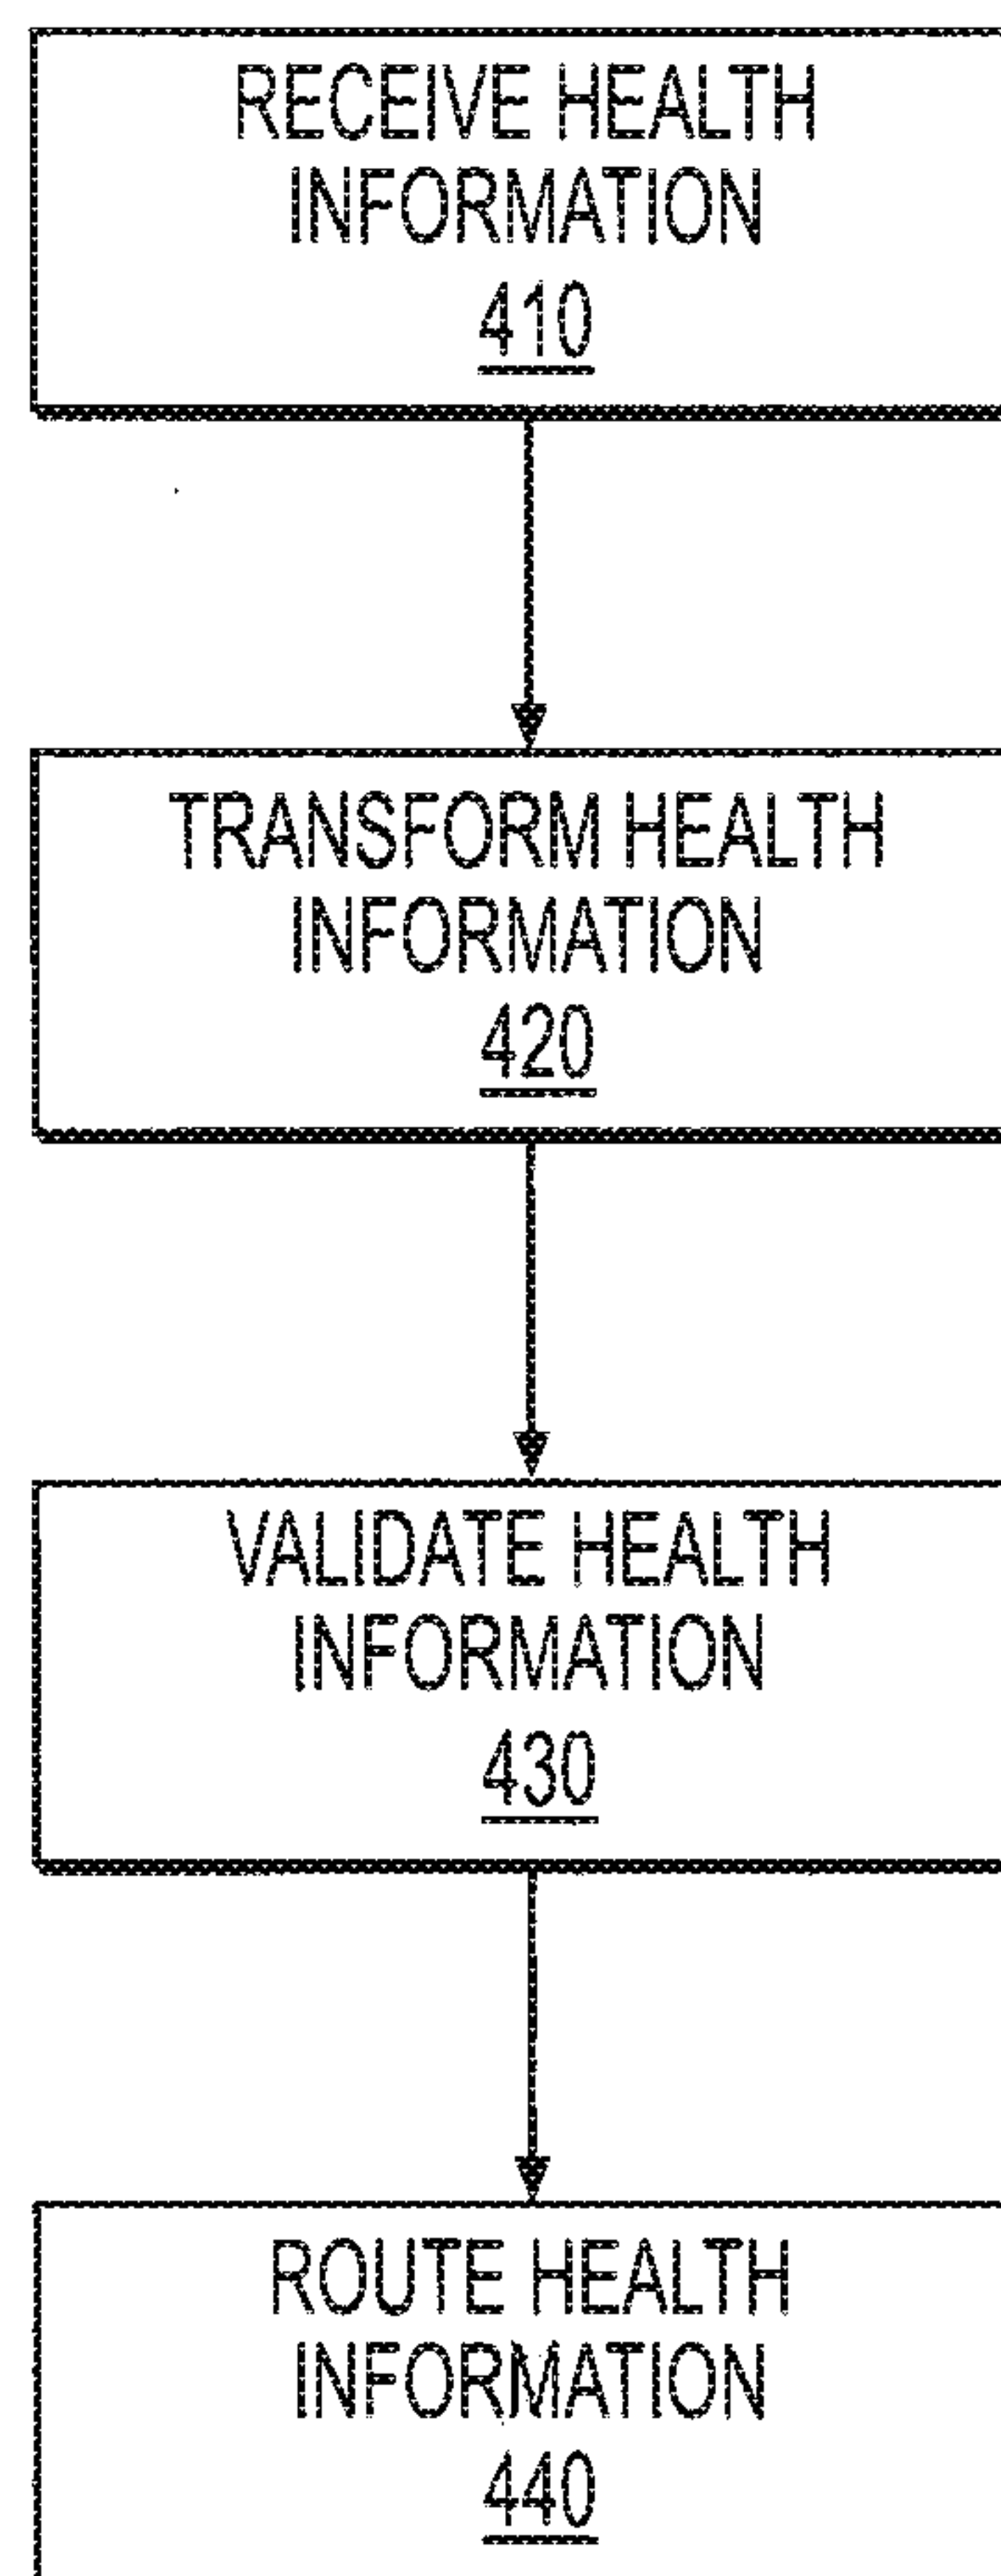 RECEIVE HEALTH
INFORMATION
410
TRANSFORM HEALTH
INFORMATION
420
VALIDATE HEALTH
INFORMATION
430
ROUTE HEALTH
INFORMATION
440